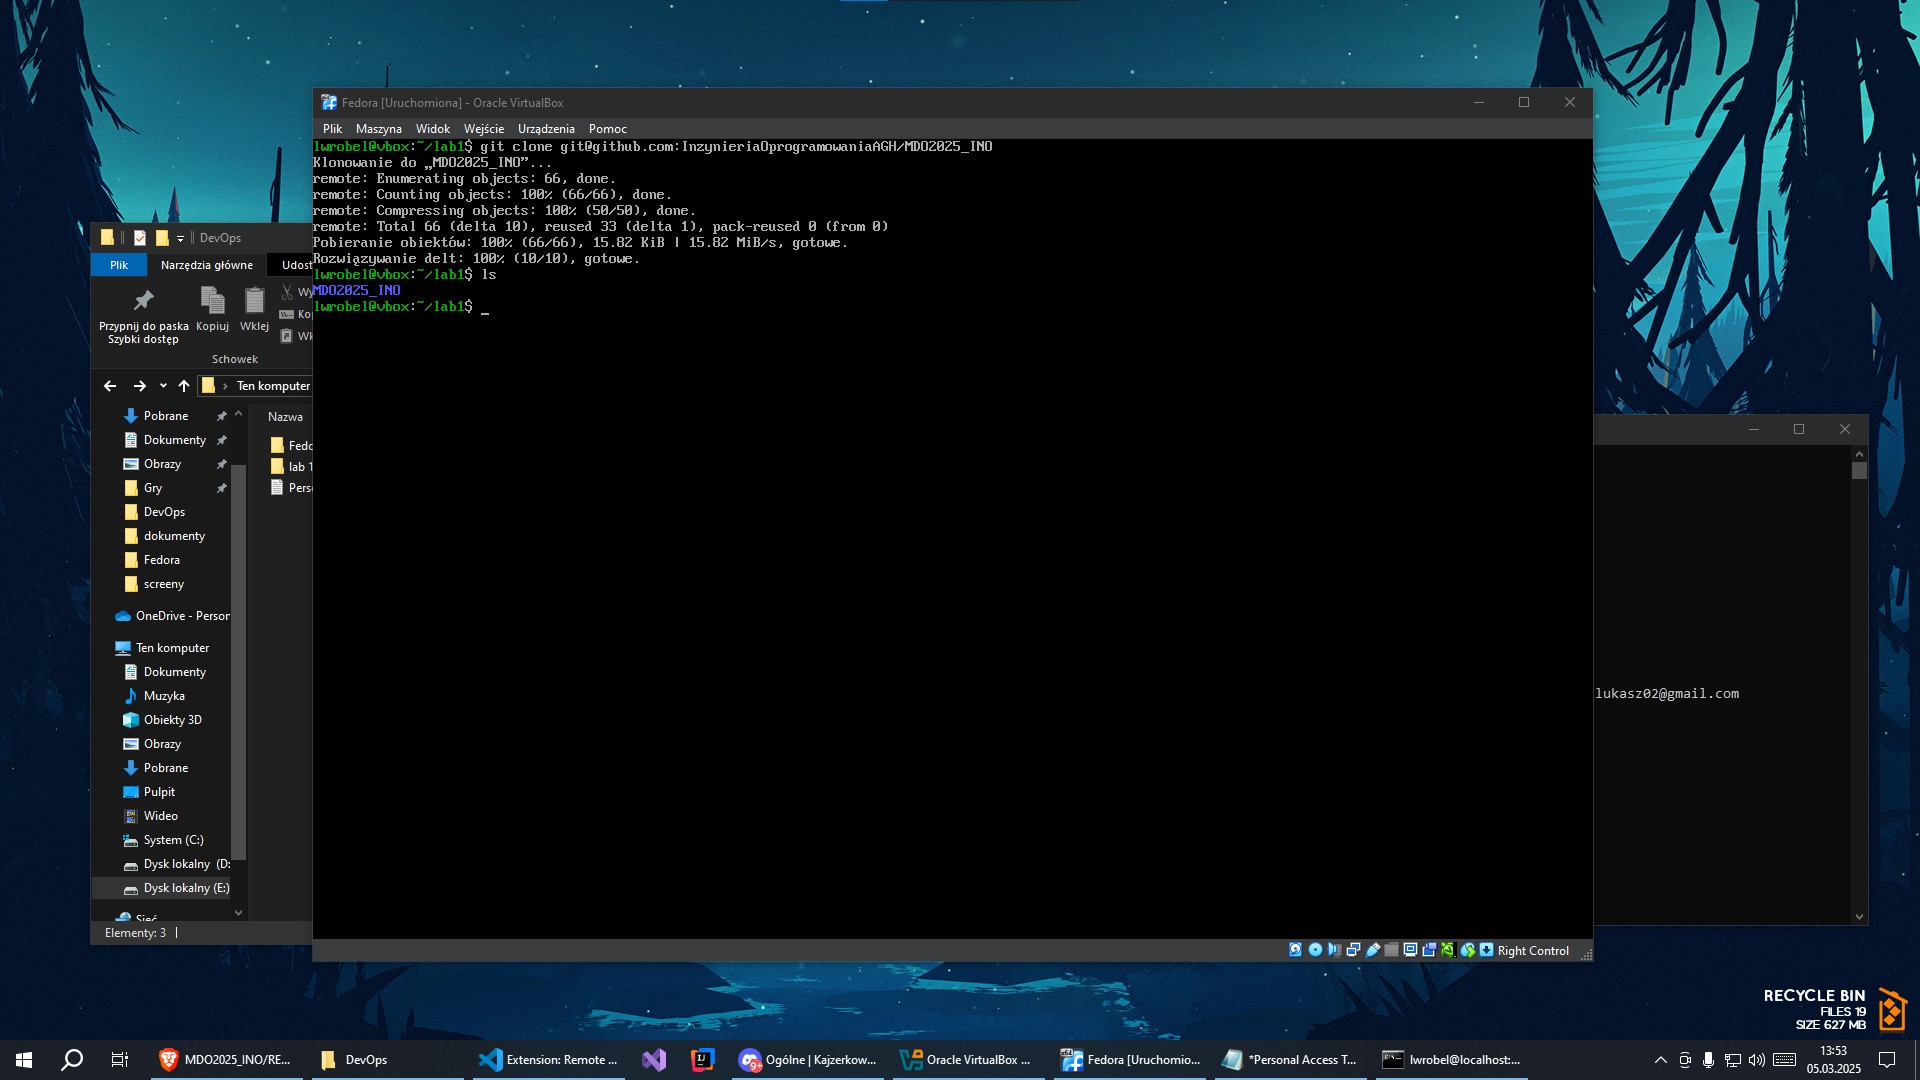 Fedora [Uruchomiona] - Oracle VirtualBox
Plik Maszyna Widok Wejście Urządzenia Pomoc
lwrobel@vbox:~/lab1$ git clone git@github.com:InzynieriaOprogramowaniaAGH/MDO2025_INO
Klonowanie do „MDO2025_INO”...
remote: Enumerating objects: 66, done.
remote: Counting objects: 100% (66/66), done.
remote: Compressing objects: 100% (50/50), done.
remote: Total 66 (delta 10), reused 33 (delta 1), pack-reused 0 (from 0)
Pobieranie obiektów: 100% (66/66), 15.82 KiB | 15.82 MiB/s, gotowe.
Rozwiązywanie delt: 100% (10/10), gotowe.
lwrobel@vbox:~/lab1$ ls
MDO2025_INO
lwrobel@vbox:~/lab1$ _
Right Control
DevOps
Plik Narzędzia główne Udost
Przypnij do paska
Szybki dostęp
Kopiuj
Wklej
Wy
Ko
Wk
Schowek
Ten komputer
Pobrane
Dokumenty
Obrazy
Gry
DevOps
dokumenty
Fedora
screeny
OneDrive - Person
Ten komputer
Dokumenty
Muzyka
Obiekty 3D
Obrazy
Pobrane
Pulpit
Wideo
System (C:)
Dysk lokalny (D:
Dysk lokalny (E:)
Sieć
Nazwa
Fedo
lab 1
Perso
Elementy: 3
lukasz02@gmail.com
RECYCLE BIN
FILES 19
SIZE 627 MB
MDO2025_INO/RE...
DevOps
Extension: Remote ...
9+
Ogólne | Kajzerkow...
Oracle VirtualBox ...
Fedora [Uruchomio...
*Personal Access T...
lwrobel@localhost:...
13:53
05.03.2025